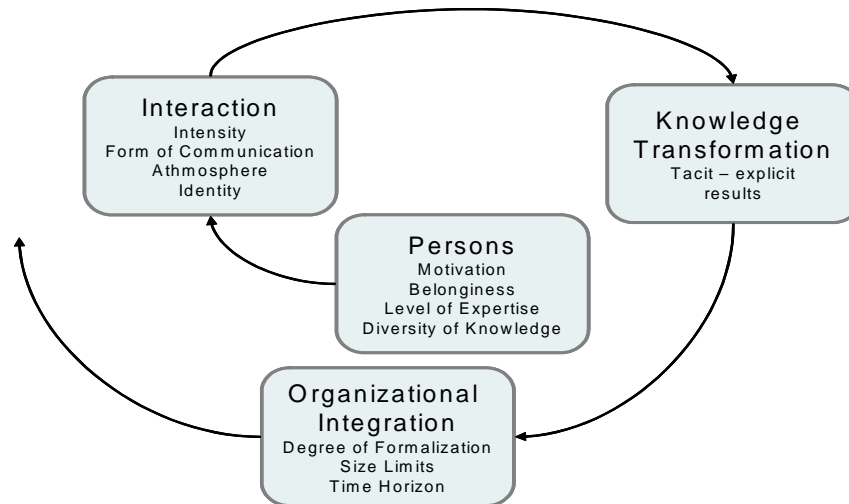 Interaction
Intensity
Form of Communication
Athmosphere
Identity
Knowledge
Transformation
Tacit – explicit
results
Persons
Motivation
Belonginess
Level of Expertise
Diversity of Knowledge
Organizational
Integration
Degree of Formalization
Size Limits
Time Horizon